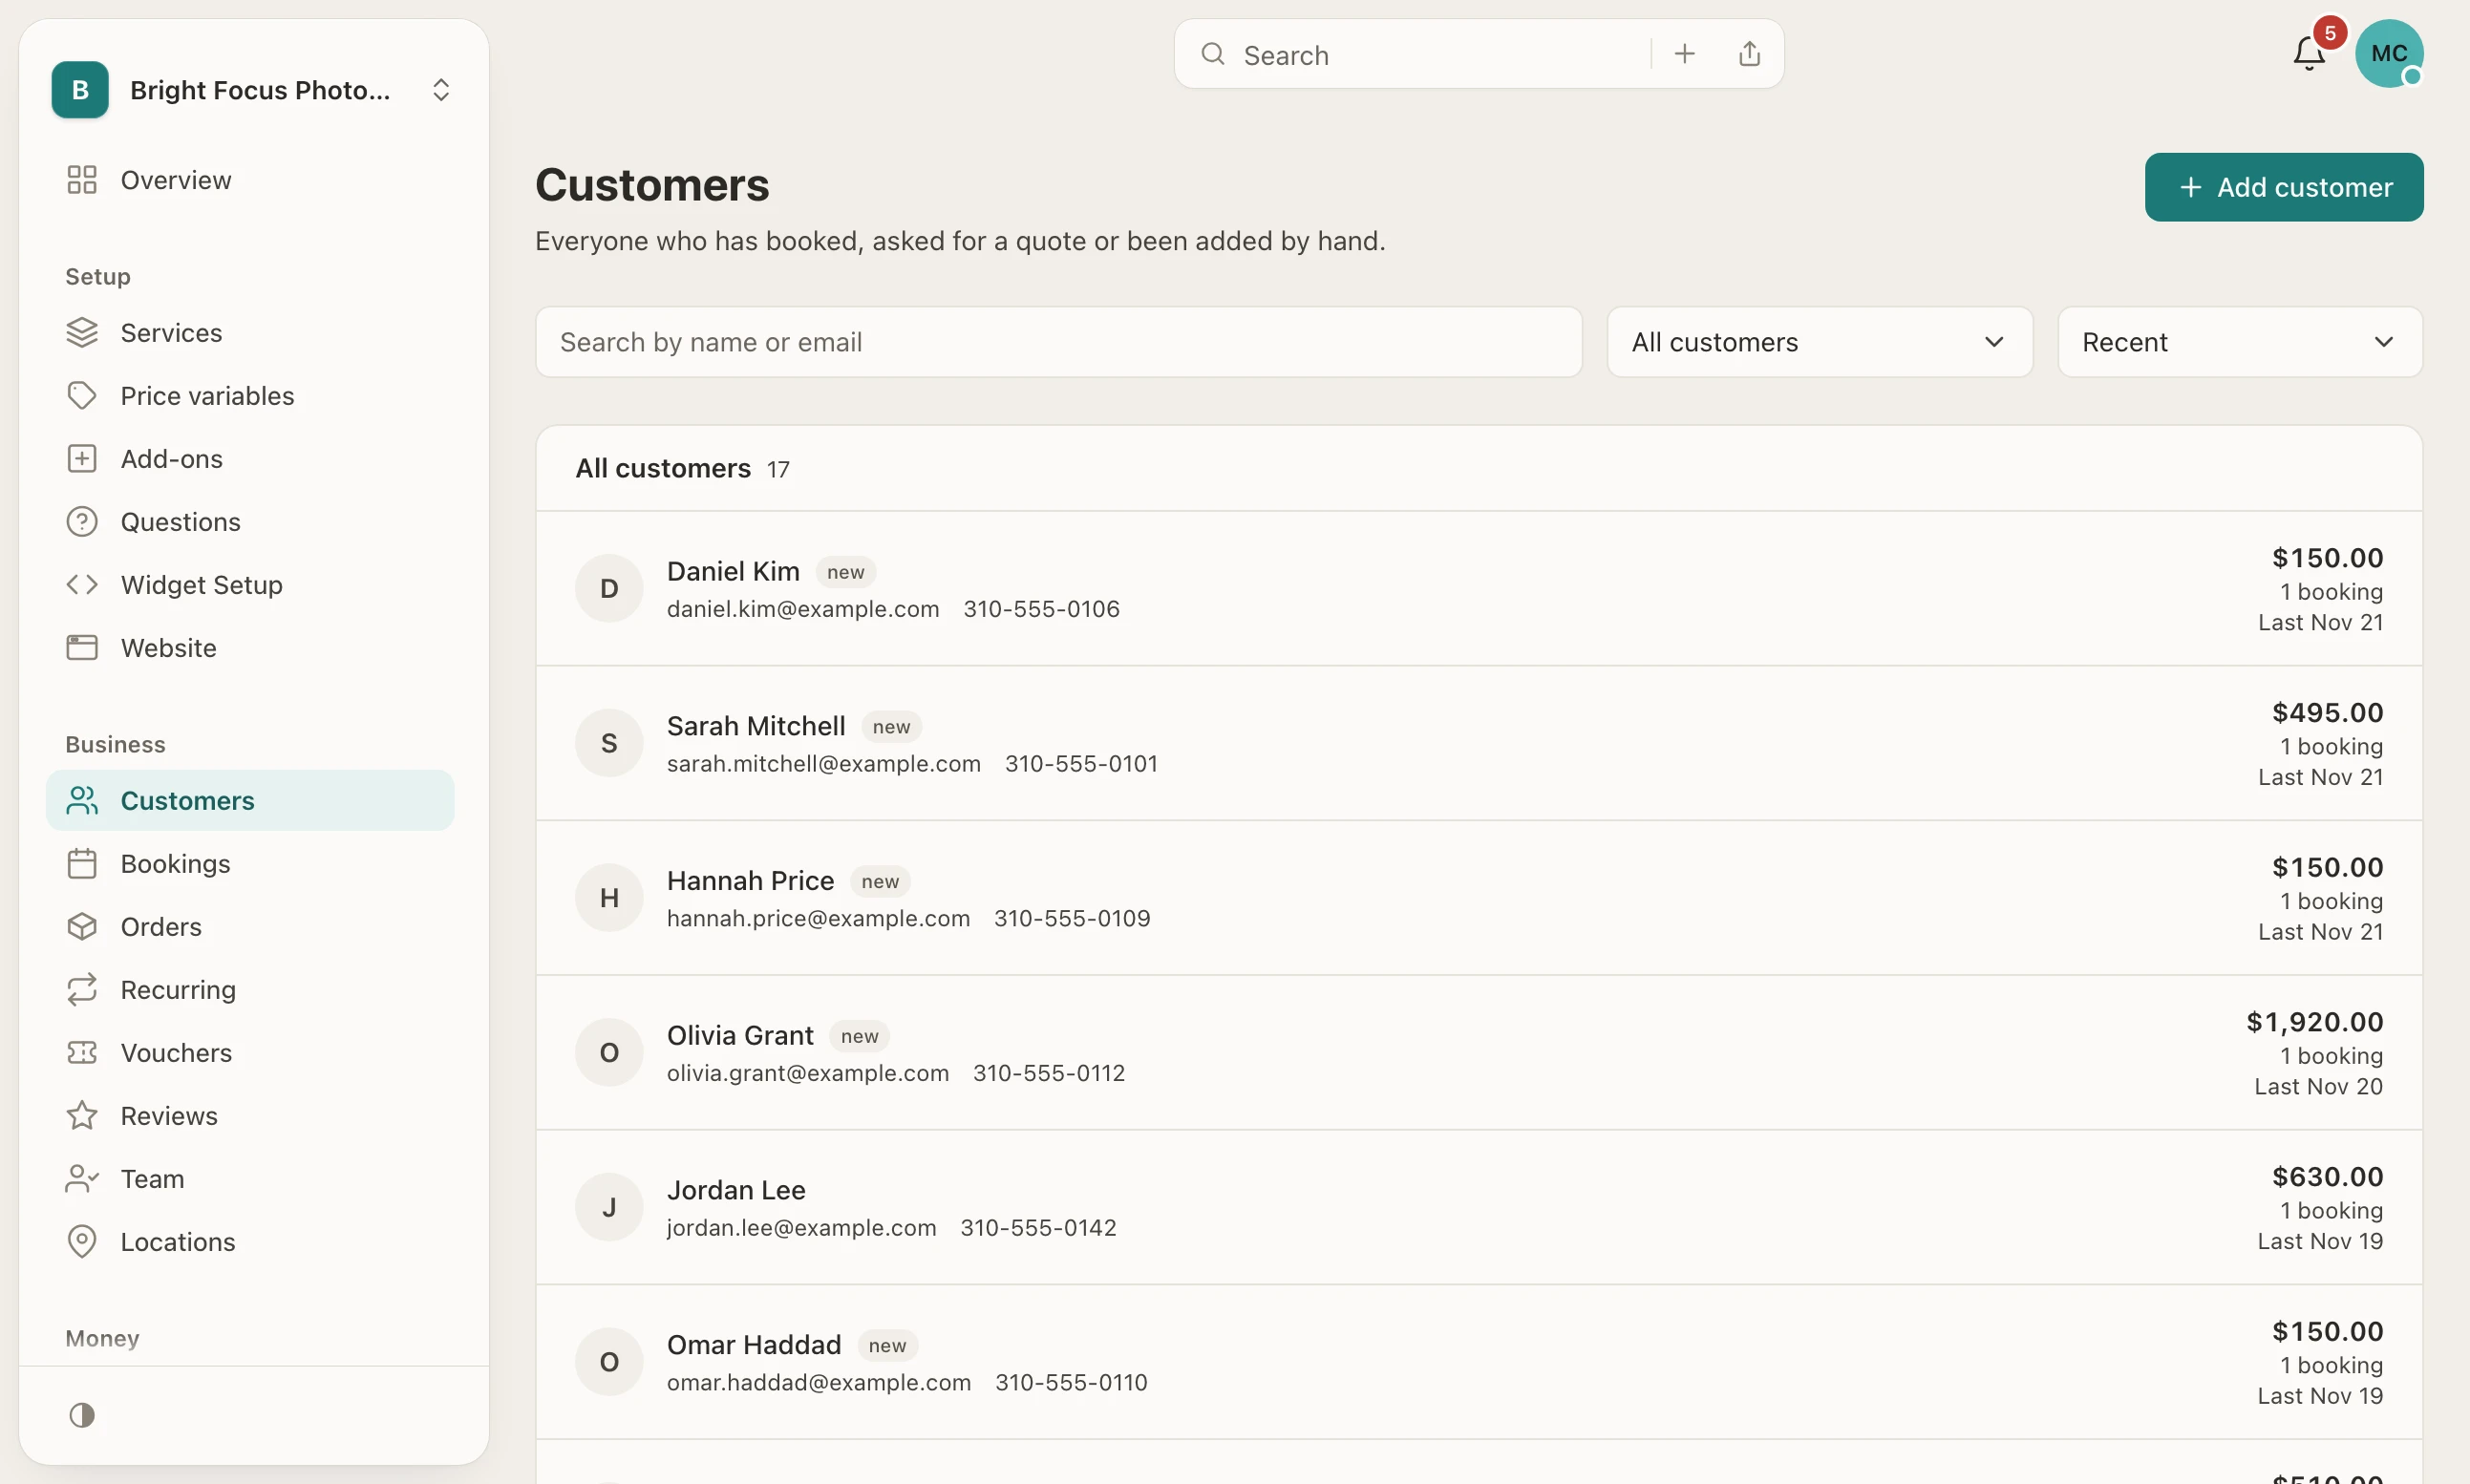 B
Bright Focus Photo...
Overview
Setup
Services
Price variables
Add-ons
Questions
Widget Setup
Website
Business
Customers
Bookings
Orders
Recurring
Vouchers
Reviews
Team
Locations
Money
Search
5
MC
Customers
Everyone who has booked, asked for a quote or been added by hand.
+ Add customer
Search by name or email
All customers
Recent
All customers 17
D
Daniel Kim new
daniel.kim@example.com 310-555-0106
$150.00
1 booking
Last Nov 21
S
Sarah Mitchell new
sarah.mitchell@example.com 310-555-0101
$495.00
1 booking
Last Nov 21
H
Hannah Price new
hannah.price@example.com 310-555-0109
$150.00
1 booking
Last Nov 21
O
Olivia Grant new
olivia.grant@example.com 310-555-0112
$1,920.00
1 booking
Last Nov 20
J
Jordan Lee
jordan.lee@example.com 310-555-0142
$630.00
1 booking
Last Nov 19
O
Omar Haddad new
omar.haddad@example.com 310-555-0110
$150.00
1 booking
Last Nov 19